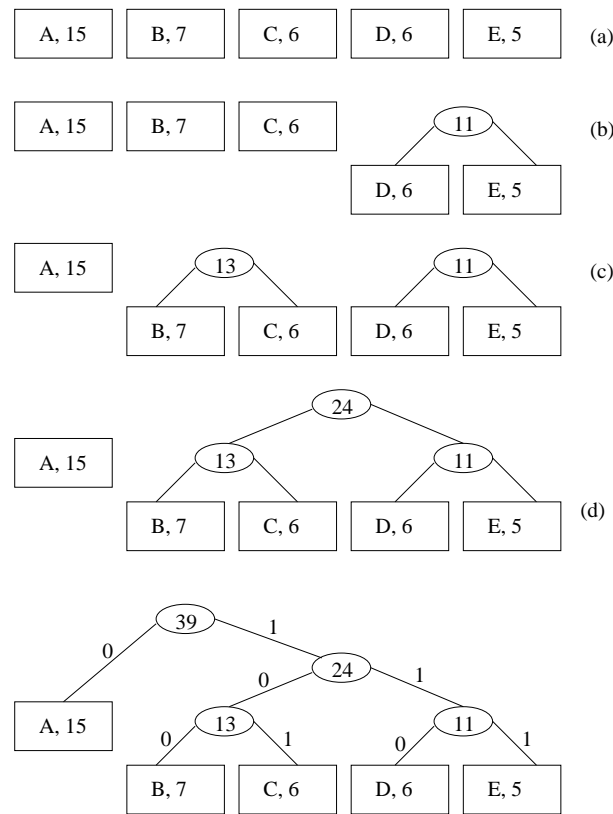 A, 15 B, 7 C, 6 D, 6 E, 5 (a)
A, 15 B, 7 C, 6 11 (b)
D, 6 E, 5
A, 15 13 11 (c)
B, 7 C, 6 D, 6 E, 5
24
A, 15 13 11
B, 7 C, 6 D, 6 E, 5 (d)
39
0 1
0 24 1
A, 15 0 13 1 0 11 1
B, 7 C, 6 D, 6 E, 5